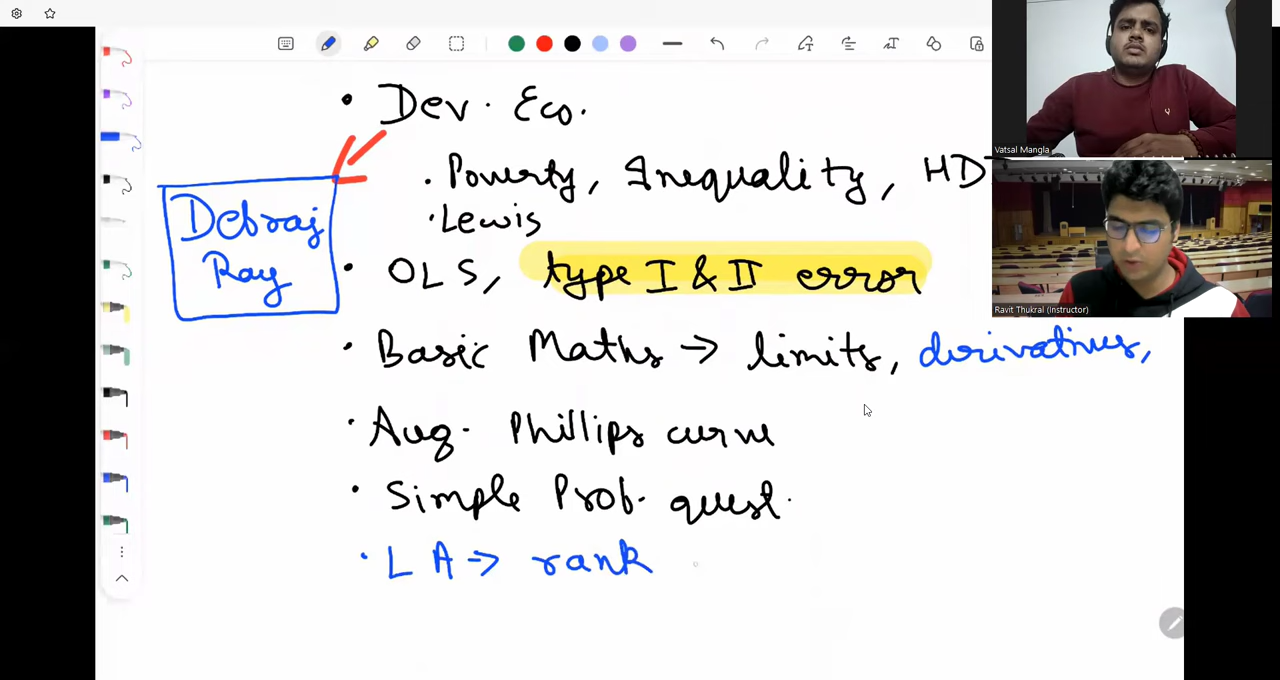 • Dev. Eco.
• Poverty, Inequality, HD
• Lewis
Debraj
Ray
• OLS, type I & II error
• Basic Maths → limits, derivatives,
• Aug. Phillips curve
• Simple Prob. quest.
• LA → rank
Vatsal Mangla
Ravit Thukral (Instructor)